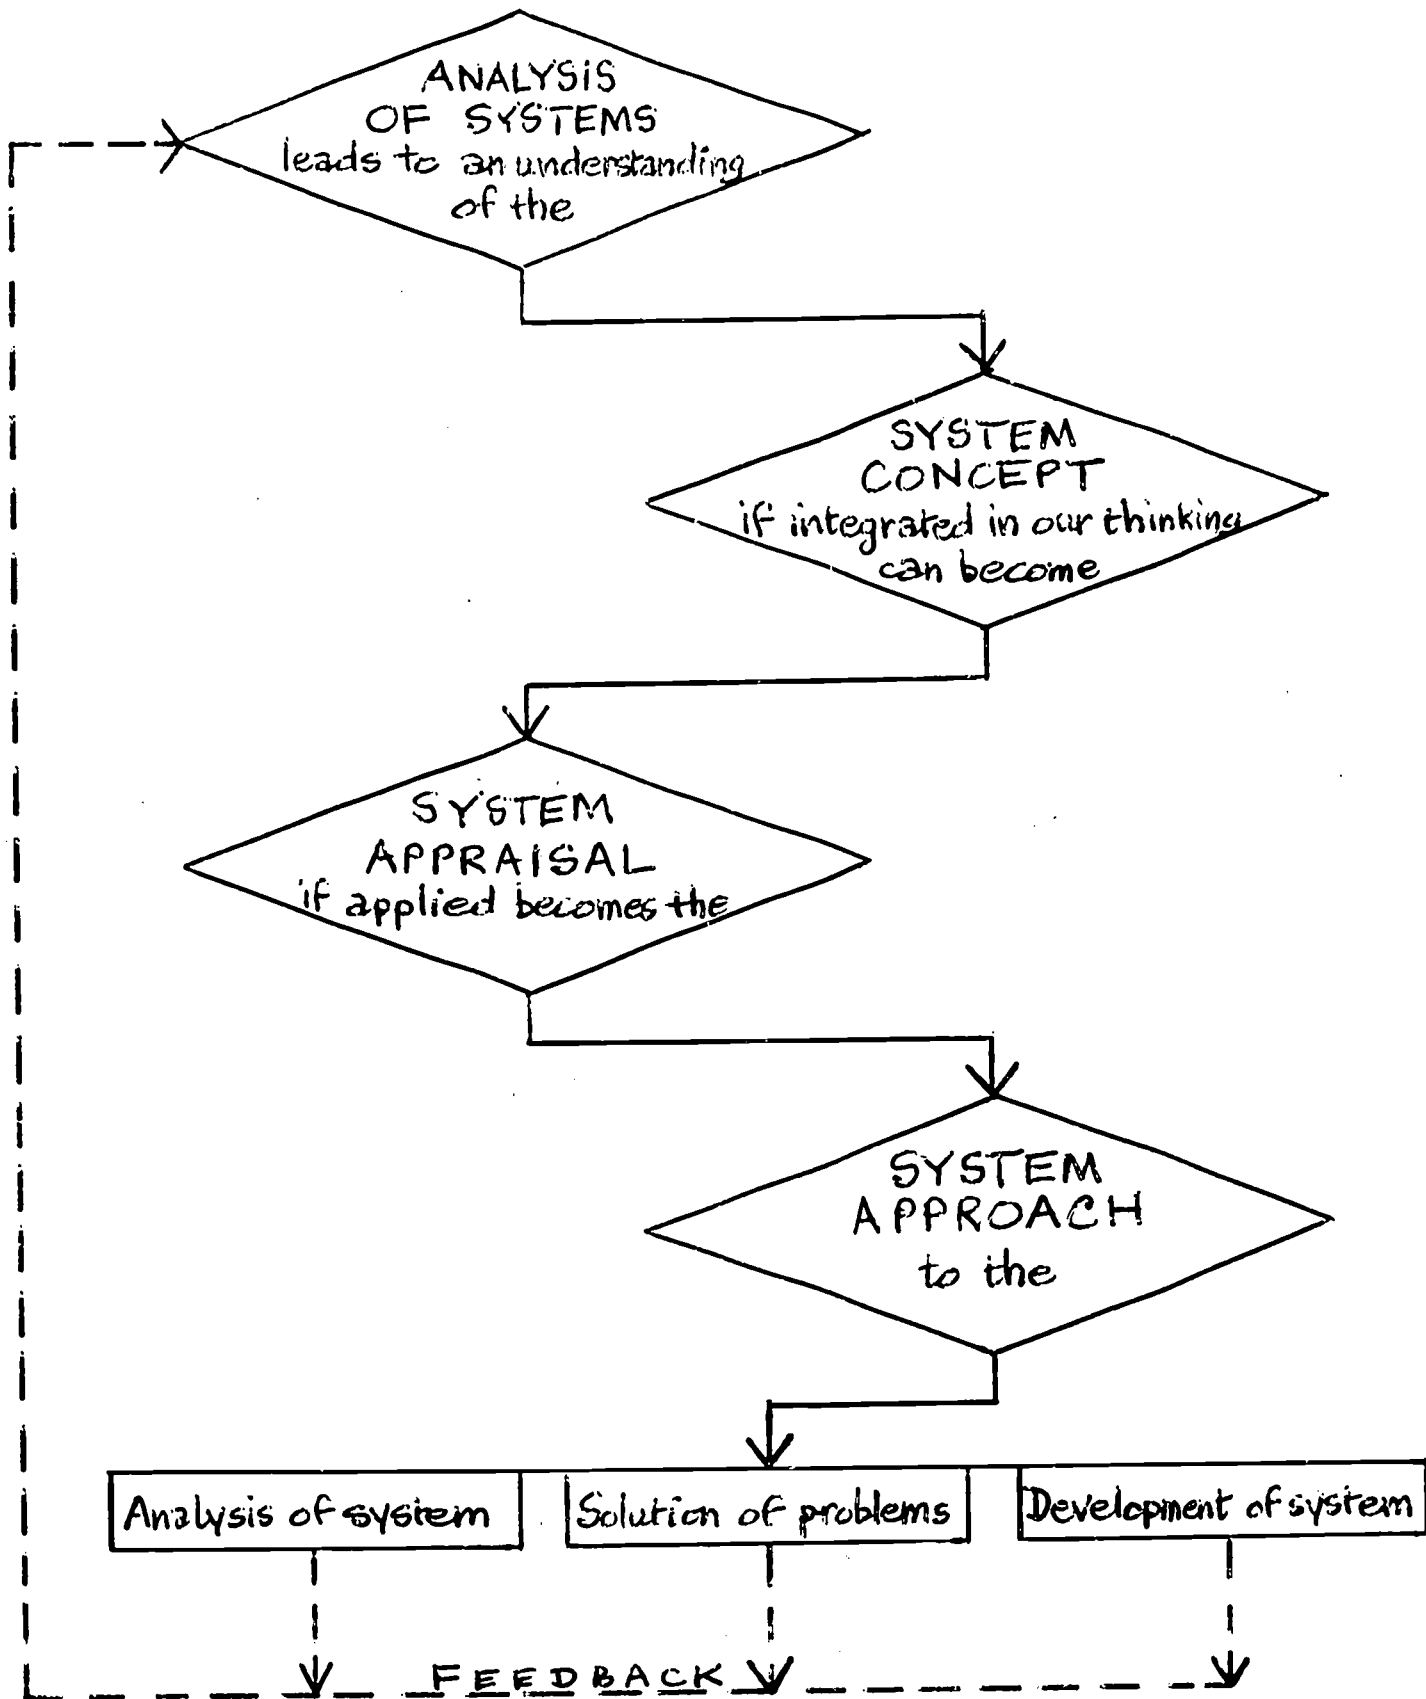 ANALYSIS
OF SYSTEMS
leads to an understanding
of the
SYSTEM
CONCEPT
if integrated in our thinking
can become
SYSTEM
APPRAISAL
if applied becomes the
SYSTEM
APPROACH
to the
Analysis of system
Solution of problems
Development of system
FEEDBACK